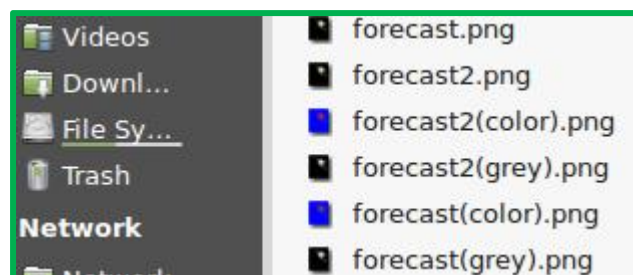 Videos
Downl...
File Sy...
Trash
Network
Network
forecast.png
forecast2.png
forecast2(color).png
forecast2(grey).png
forecast(color).png
forecast(grey).png